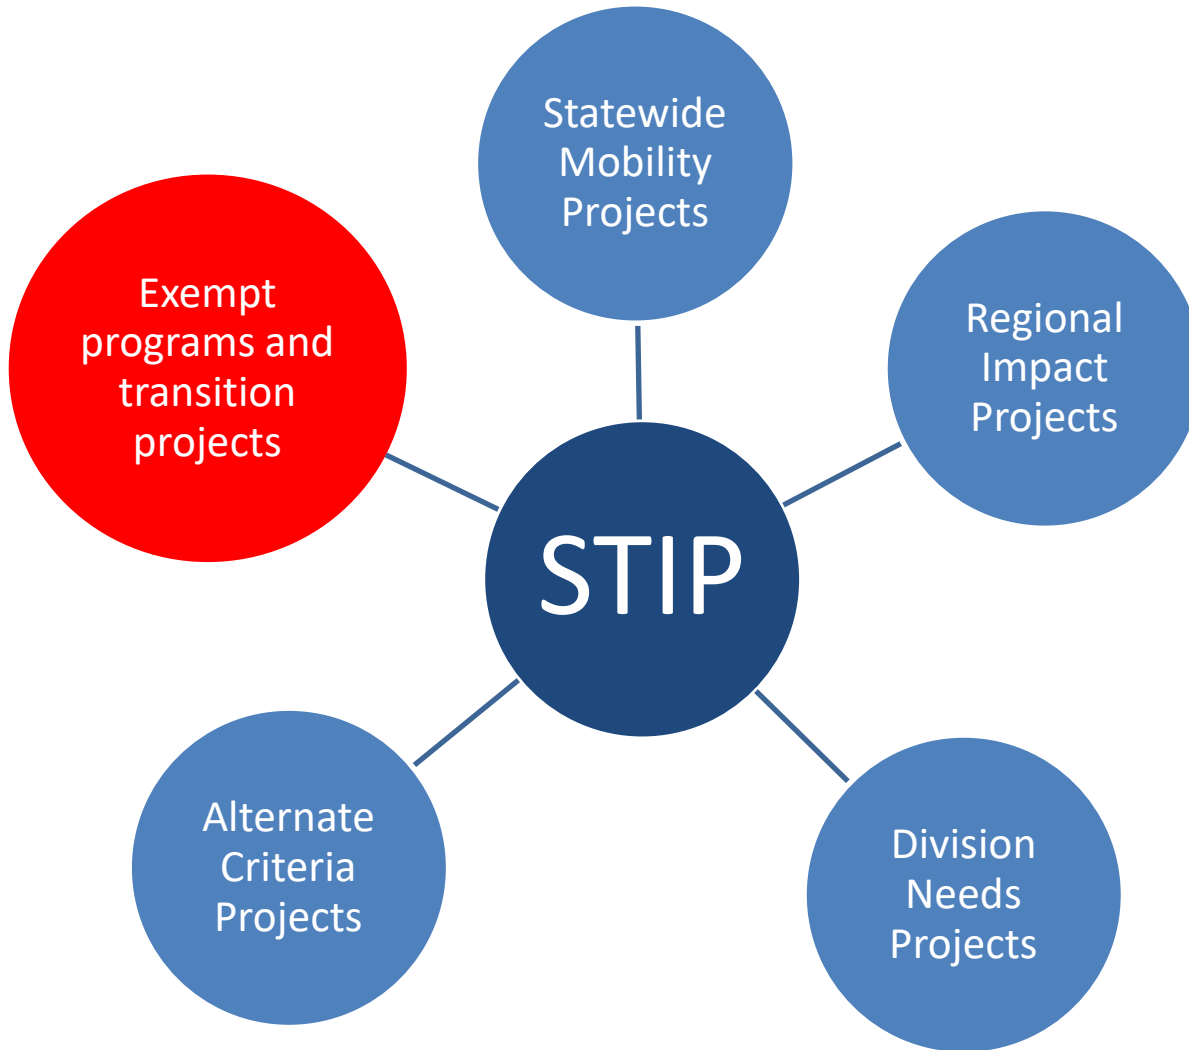 Statewide
Mobility
Projects
Exempt
programs and
transition
projects
Regional
Impact
Projects
STIP
Alternate
Criteria
Projects
Division
Needs
Projects